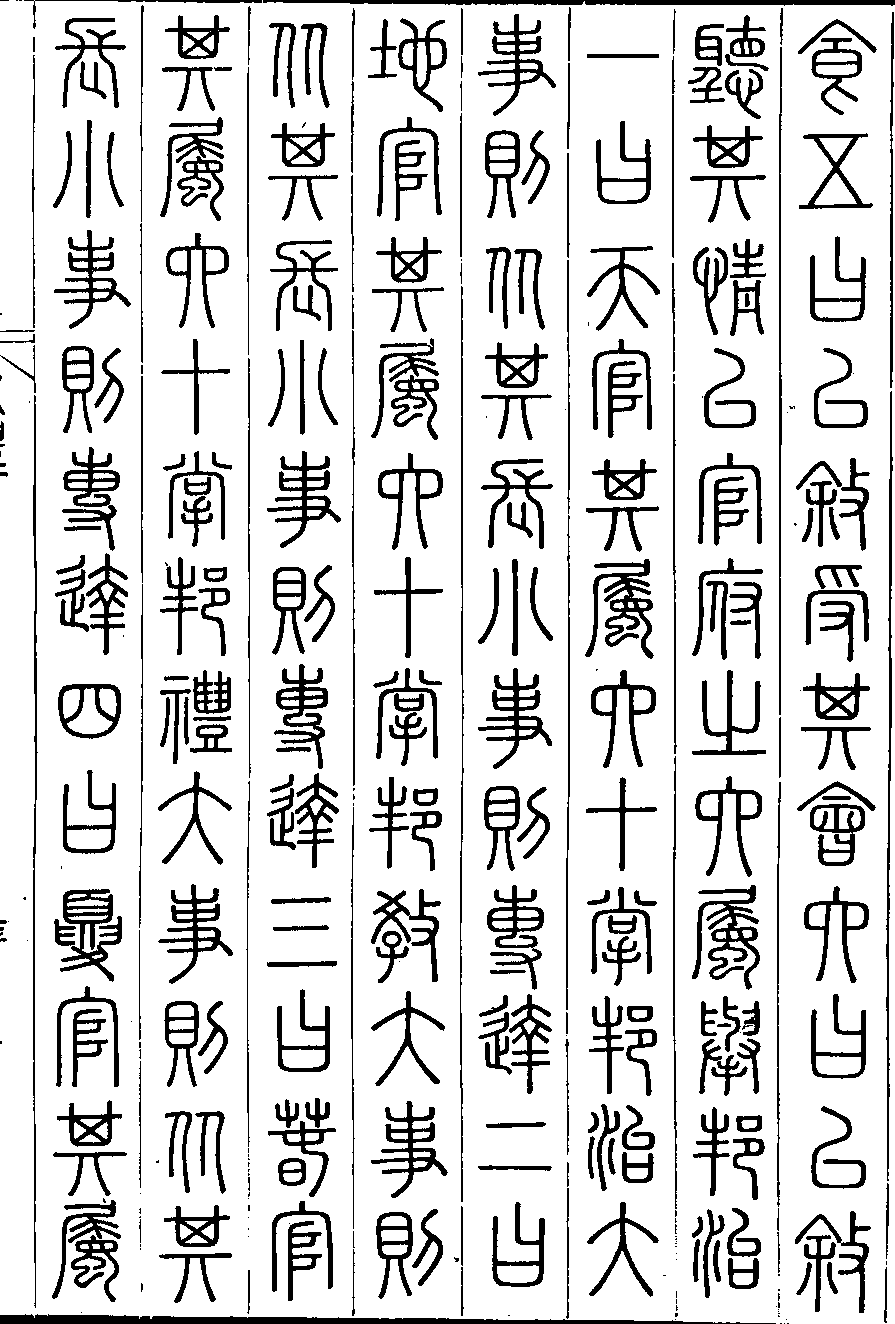 食五曰以敘受其會六曰以敘
聽其情以官府之六屬舉邦治
一曰天官其屬六十掌邦治大
事則从其長小事則專達二曰
地官其屬六十掌邦教大事則
从其長小事則專達三曰春官
其屬六十掌邦禮大事則从其
長小事則專達四曰夏官其屬